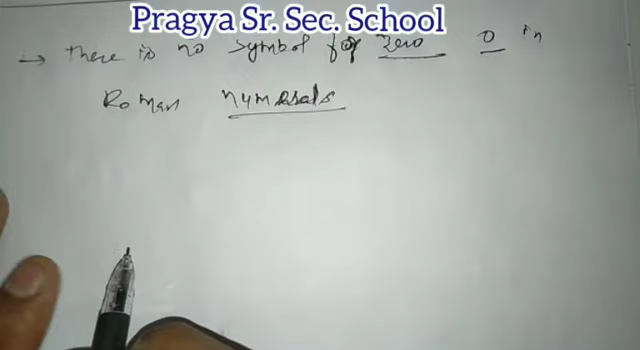 Pragya Sr. Sec. School
→ there is no symbol for zero 0 in
Roman numerals